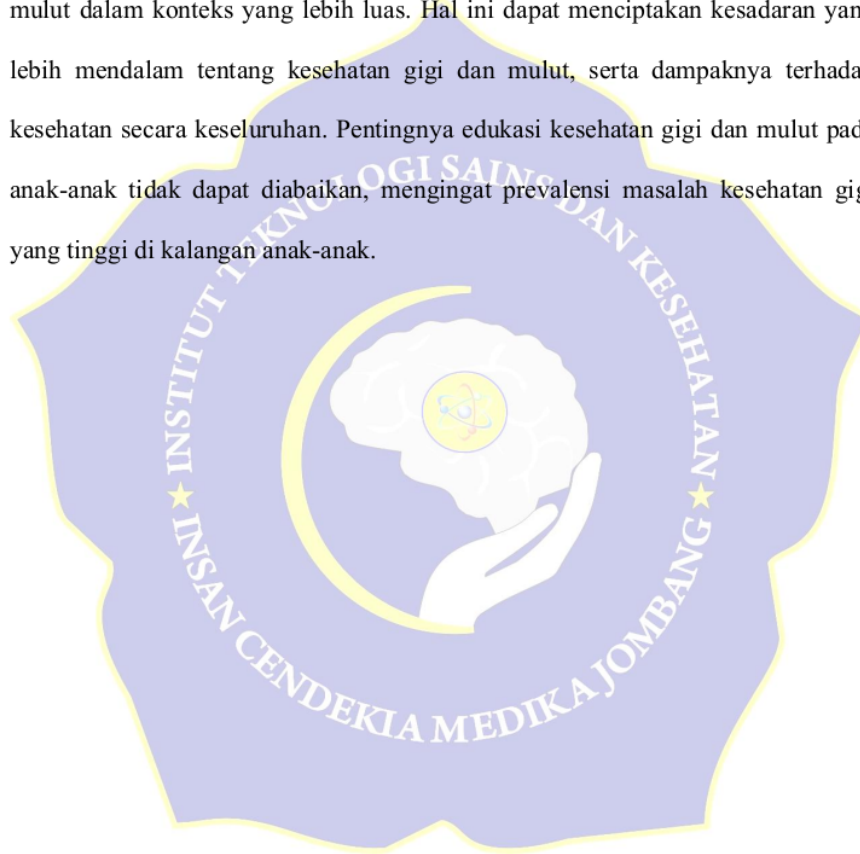 mulut dalam konteks yang lebih luas. Hal ini dapat menciptakan kesadaran yan
lebih mendalam tentang kesehatan gigi dan mulut, serta dampaknya terhada
kesehatan secara keseluruhan. Pentingnya edukasi kesehatan gigi dan mulut pad
anak-anak tidak dapat diabaikan, mengingat prevalensi masalah kesehatan gig
yang tinggi di kalangan anak-anak.
INSTITUT TEKNOLOGI SAINS DAN KESEHATAN
INSAN CENDEKIA MEDIKA JOMBANG